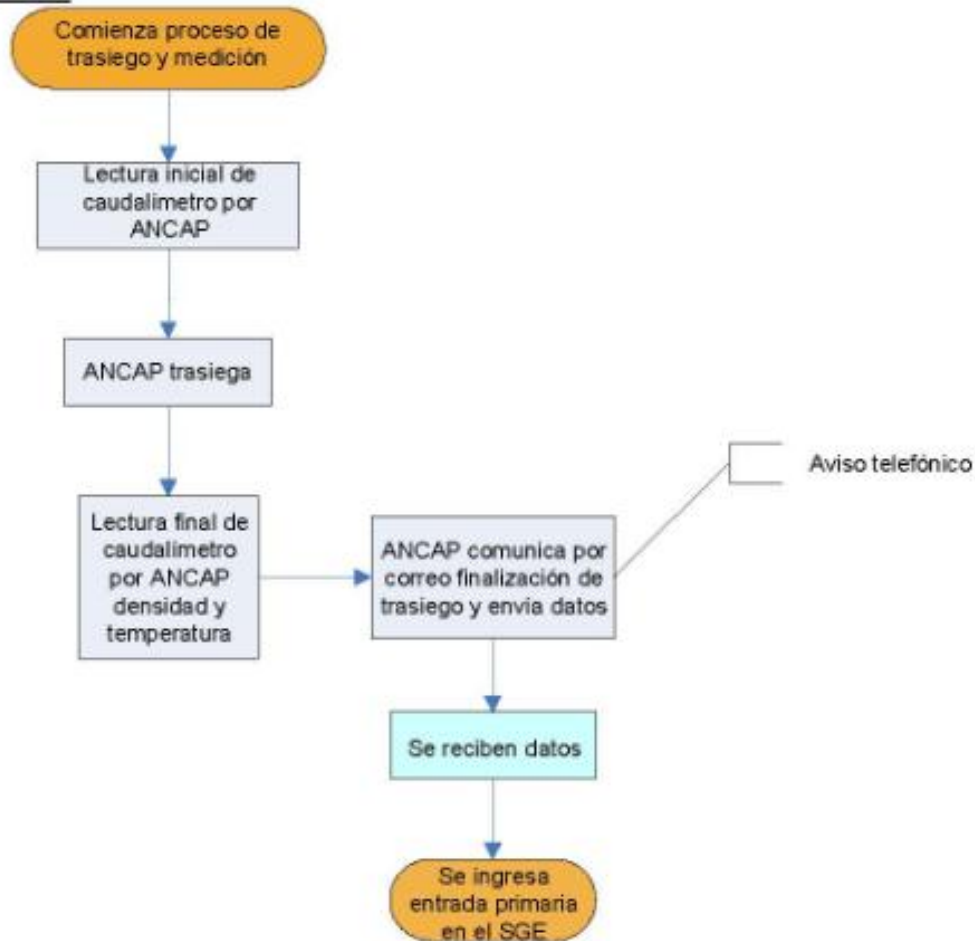 Comienza proceso de
trasiego y medición
Lectura inicial de
caudalimetro por
ANCAP
ANCAP trasiega
Lectura final de
caudalimetro
por ANCAP
densidad y
temperatura
ANCAP comunica por
correo finalización de
trasiego y envia datos
Aviso telefónico
Se reciben datos
Se ingresa
entrada primaria
en el SGE